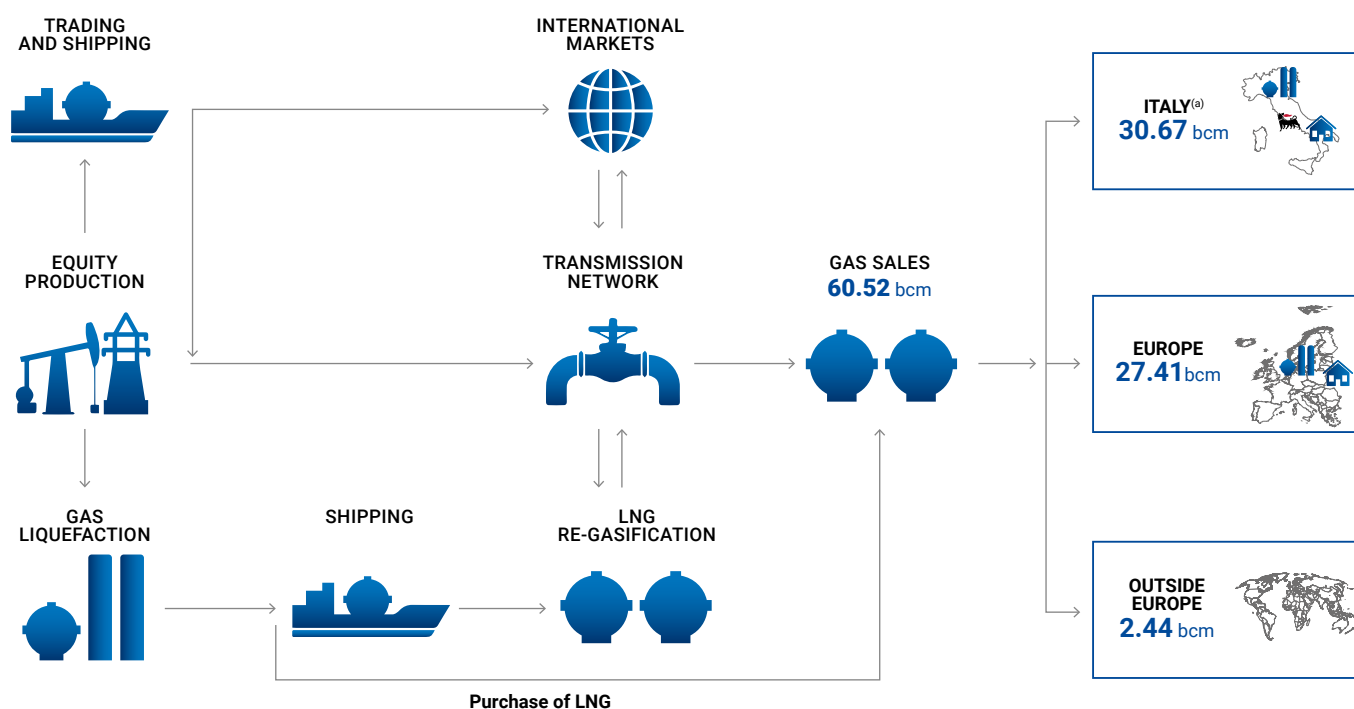 TRADING
AND SHIPPING
INTERNATIONAL
MARKETS
ITALY(a)
30.67 bcm
EQUITY
PRODUCTION
TRANSMISSION
NETWORK
GAS SALES
60.52 bcm
EUROPE
27.41 bcm
GAS
LIQUEFACTION
SHIPPING
LNG
RE-GASIFICATION
OUTSIDE
EUROPE
2.44 bcm
Purchase of LNG